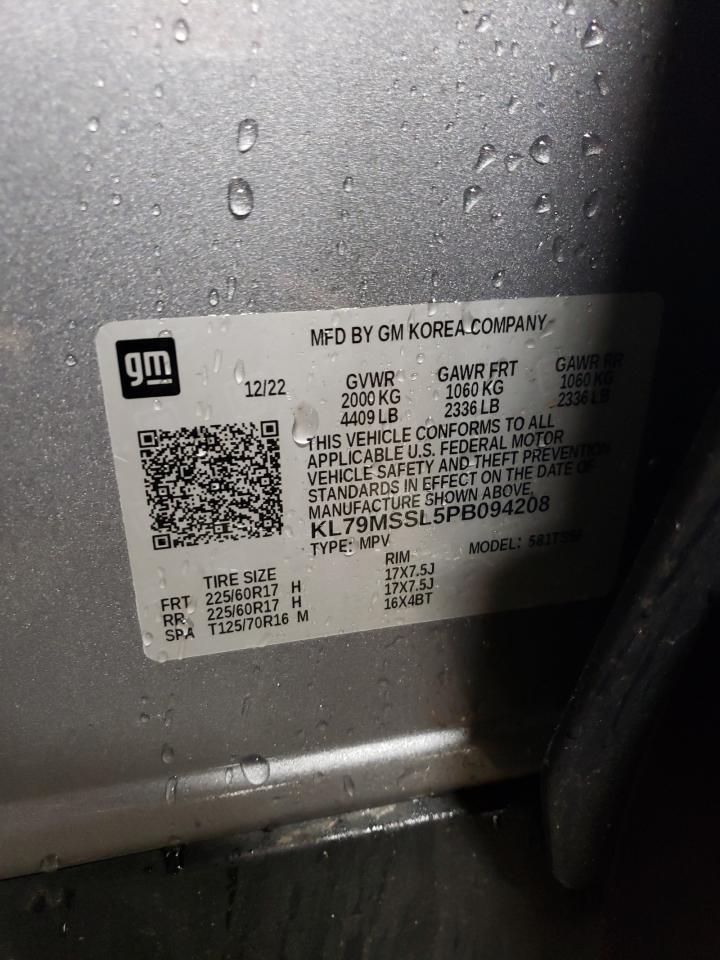 gm
MFD BY GM KOREA COMPANY
12/22
GVWR GAWR FRT GAWR RR
2000 KG 1060 KG 1060 KG
4409 LB 2336 LB 2336 LB
THIS VEHICLE CONFORMS TO ALL
APPLICABLE U.S. FEDERAL MOTOR
VEHICLE SAFETY AND THEFT PREVENTION
STANDARDS IN EFFECT ON THE DATE OF
MANUFACTURE SHOWN ABOVE.
KL79MSSL5PB094208
TYPE: MPV MODEL:
TIRE SIZE RIM
FRT 225/60R17 H 17X7.5J
RR 225/60R17 H 17X7.5J
SPA T125/70R16 M 16X4BT